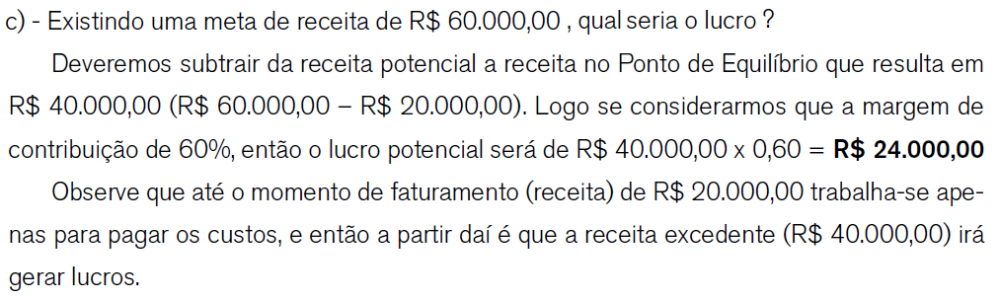 c) - Existindo uma meta de receita de R$ 60.000,00 , qual seria o lucro ?
Deveremos subtrair da receita potencial a receita no Ponto de Equilíbrio que resulta em
R$ 40.000,00 (R$ 60.000,00 – R$ 20.000,00). Logo se considerarmos que a margem de
contribuição de 60%, então o lucro potencial será de R$ 40.000,00 x 0,60 = R$ 24.000,00
Observe que até o momento de faturamento (receita) de R$ 20.000,00 trabalha-se ape-
nas para pagar os custos, e então a partir daí é que a receita excedente (R$ 40.000,00) irá
gerar lucros.